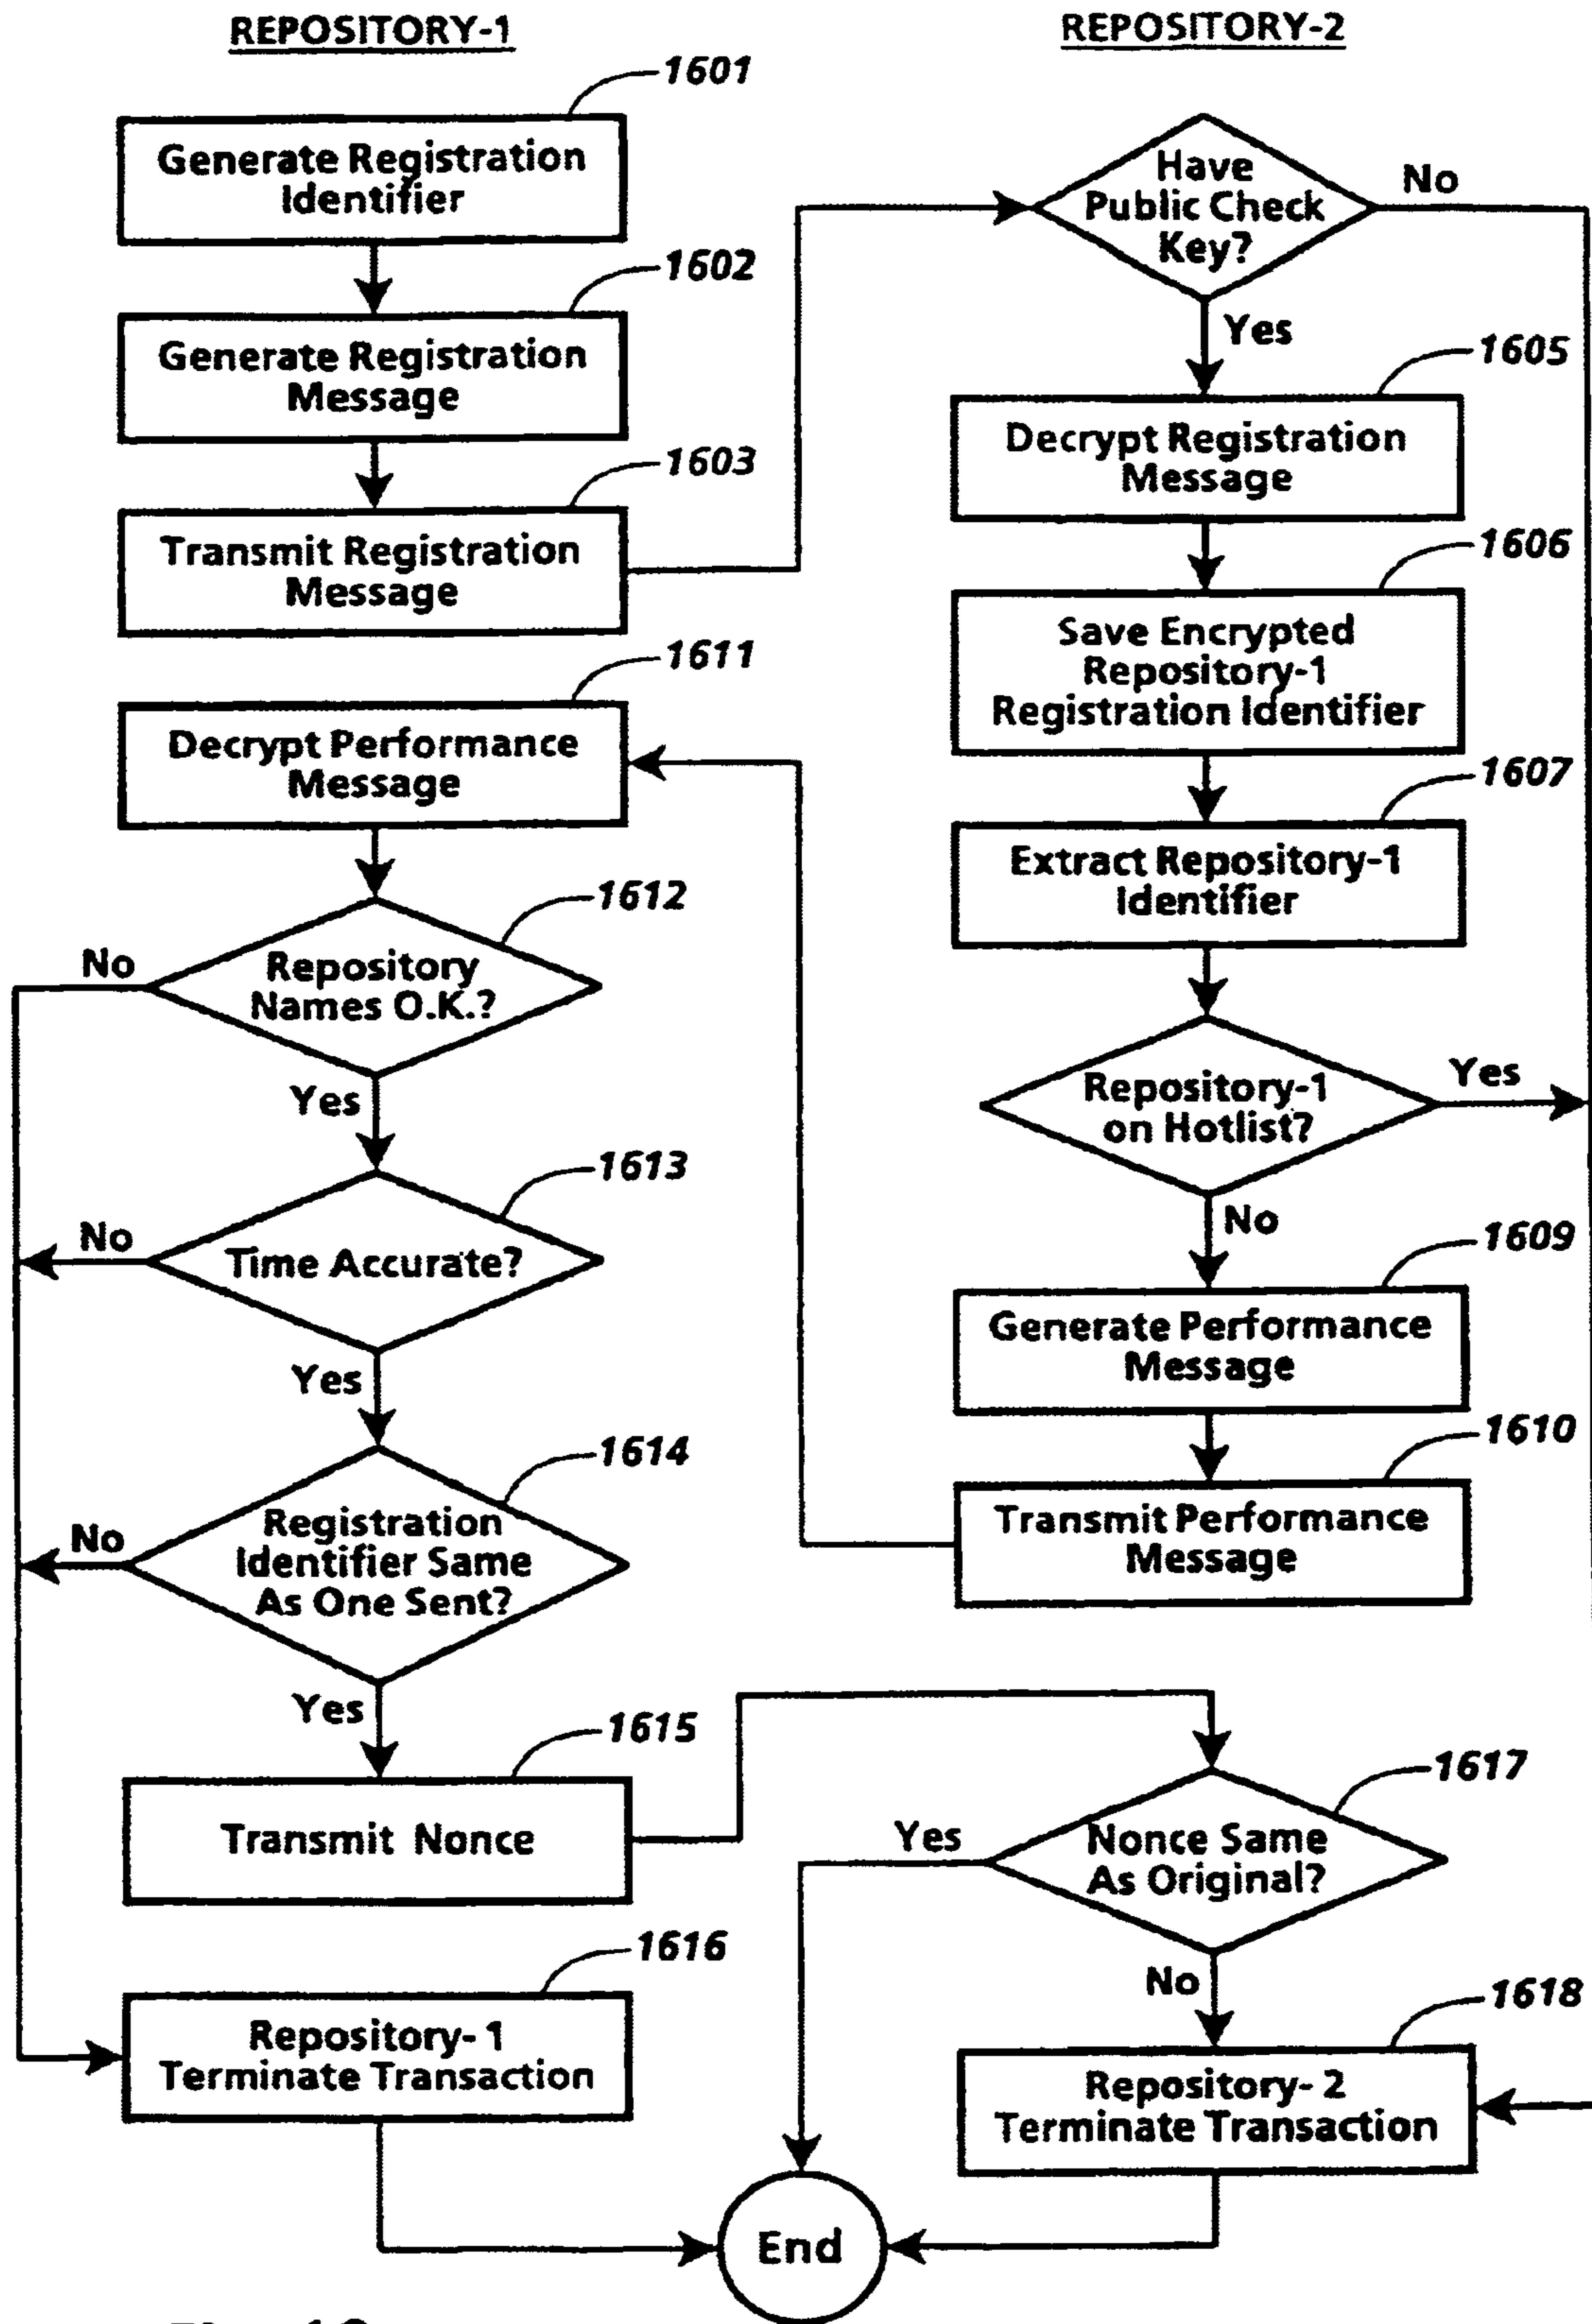 REPOSITORY-1
1601
Generate Registration
Identifier
1602
Generate Registration
Message
1603
Transmit Registration
Message
1611
Decrypt Performance
Message
1612
Repository
Names O.K.?
No
Yes
1613
Time Accurate?
No
Yes
1614
Registration
Identifier Same
As One Sent?
No
Yes
1615
Transmit Nonce
1616
Repository- 1
Terminate Transaction
REPOSITORY-2
Have
Public Check
Key?
No
Yes
1605
Decrypt Registration
Message
1606
Save Encrypted
Repository-1
Registration Identifier
1607
Extract Repository-1
Identifier
Repository-1
on Hotlist?
Yes
No
1609
Generate Performance
Message
1610
Transmit Performance
Message
1617
Nonce Same
As Original?
Yes
No
1618
Repository- 2
Terminate Transaction
End